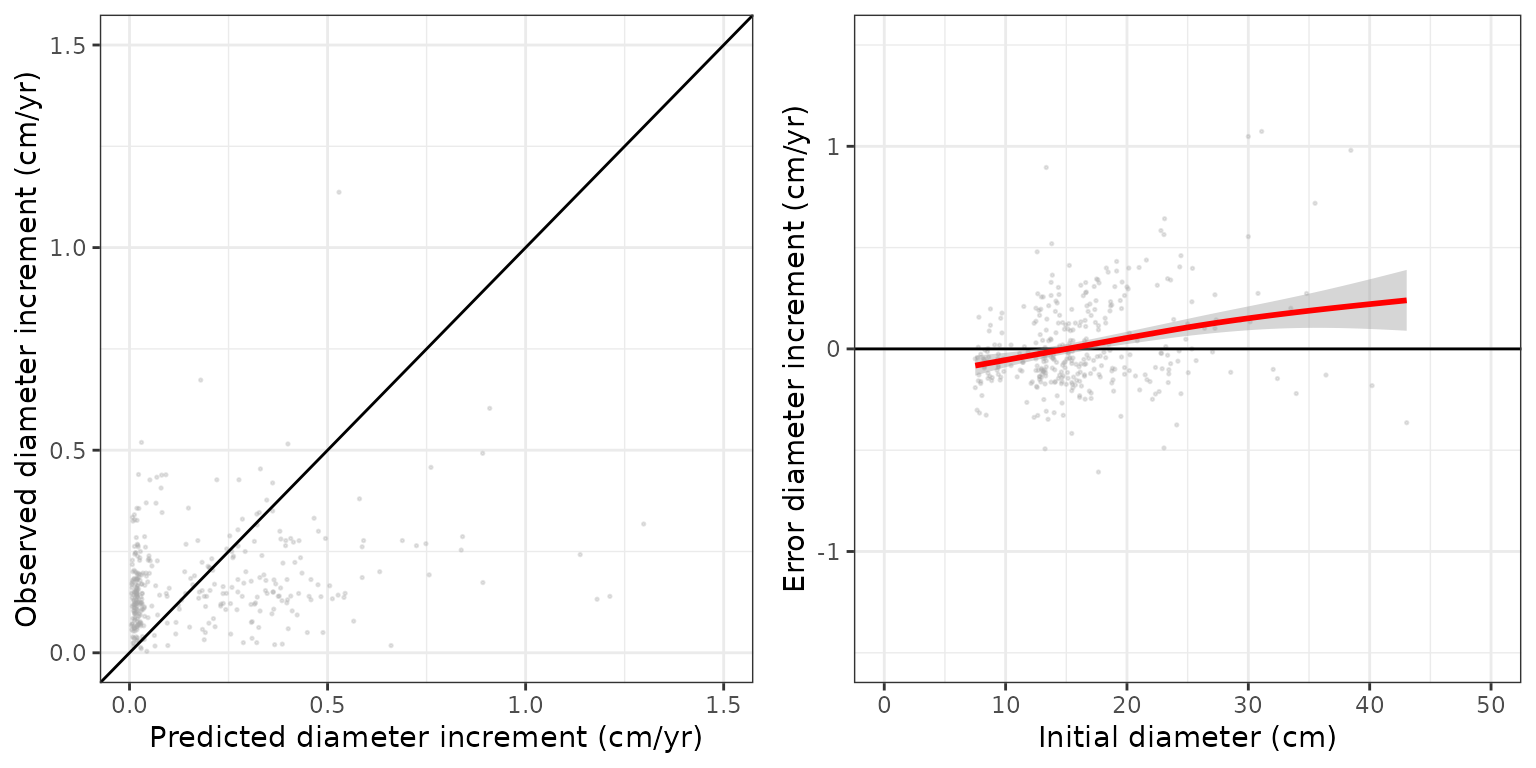 Observed diameter increment (cm/yr)
1.5
1.0
0.5
0.0
0.0 0.5 1.0 1.5
Predicted diameter increment (cm/yr)
Error diameter increment (cm/yr)
1
0
-1
0 10 20 30 40 50
Initial diameter (cm)